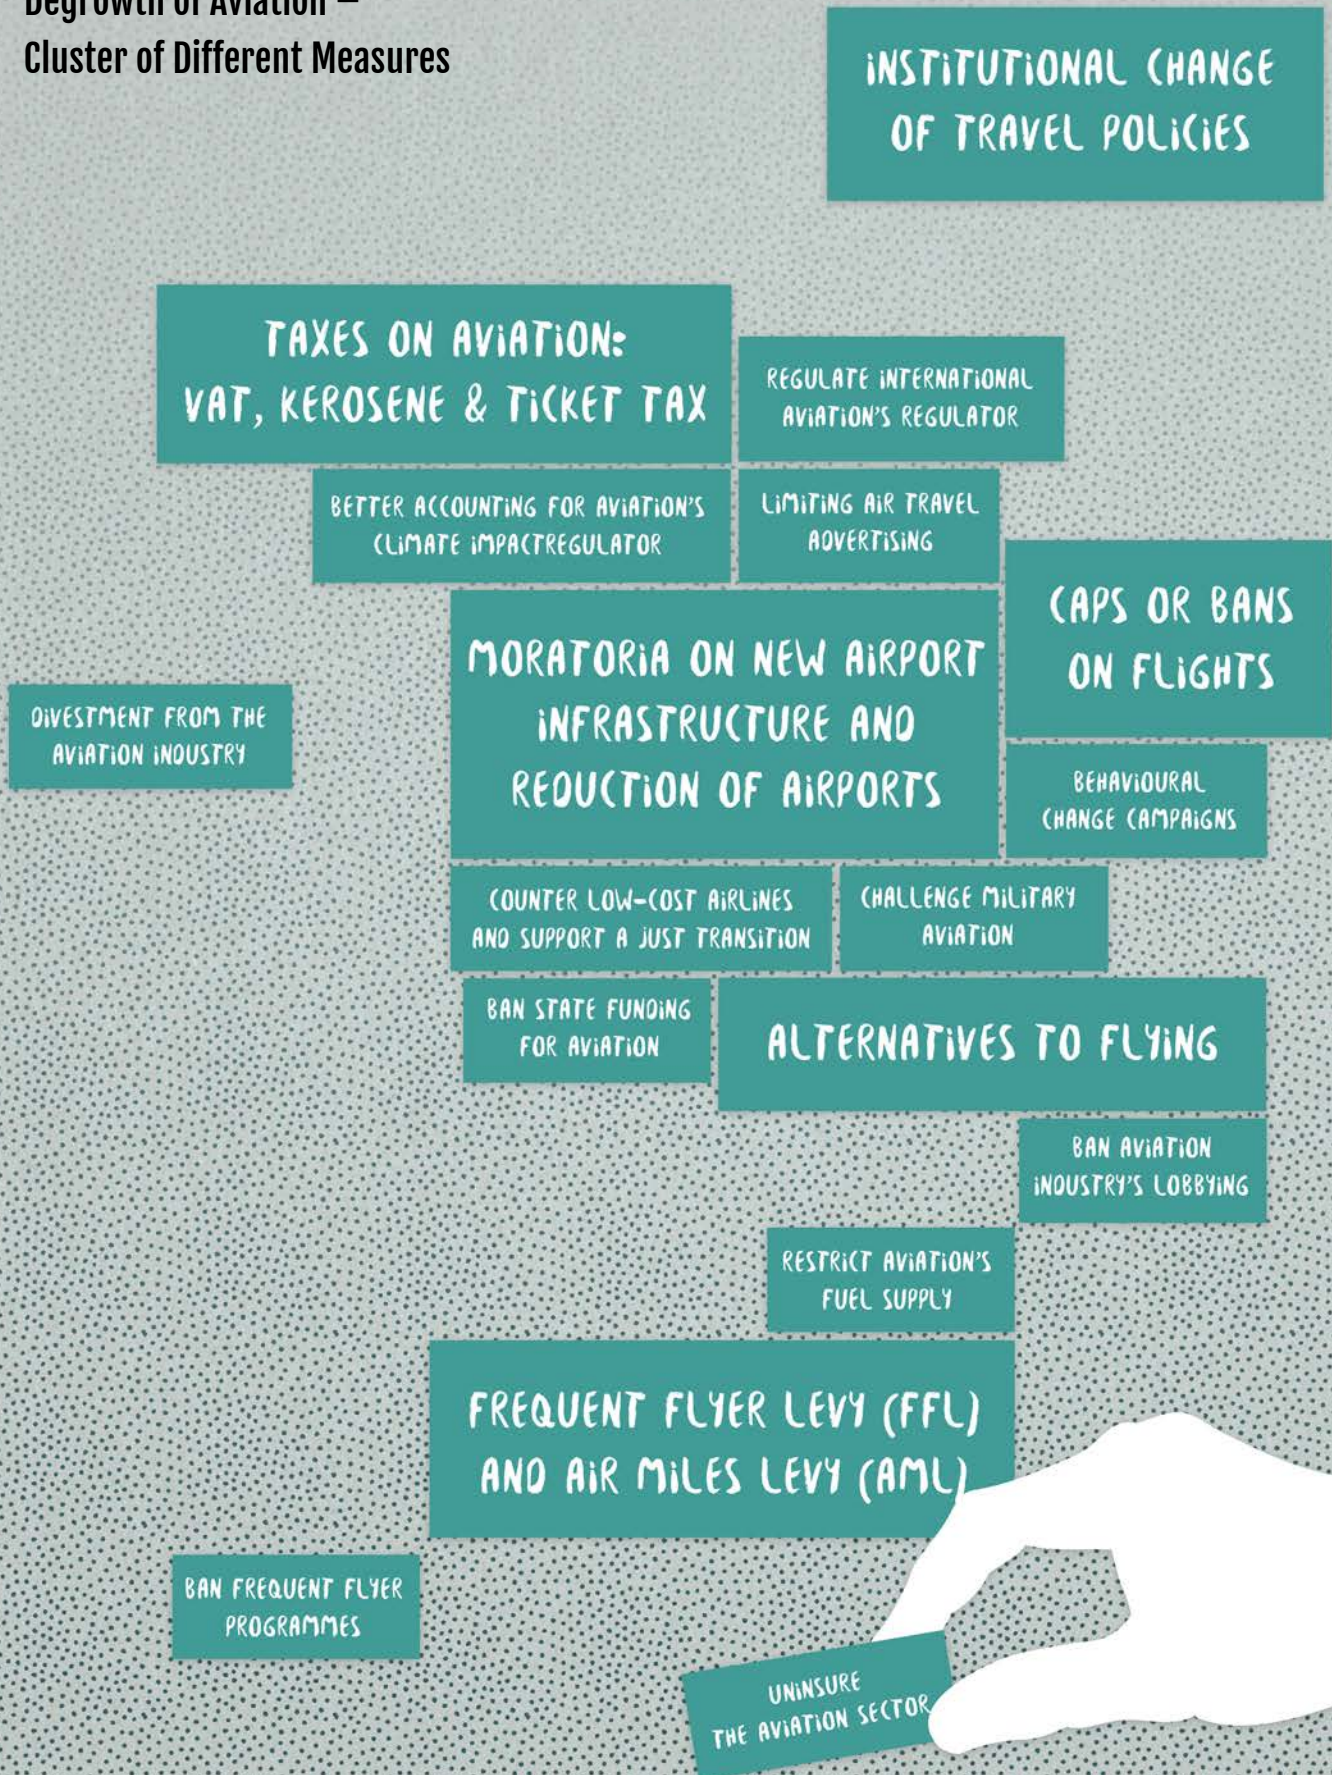 Degrowth of Aviation –
Cluster of Different Measures
INSTITUTIONAL CHANGE
OF TRAVEL POLICIES
TAXES ON AVIATION:
VAT, KEROSENE & TICKET TAX
REGULATE INTERNATIONAL
AVIATION'S REGULATOR
BETTER ACCOUNTING FOR AVIATION'S
CLIMATE IMPACTREGULATOR
LIMITING AIR TRAVEL
ADVERTISING
CAPS OR BANS
ON FLIGHTS
MORATORIA ON NEW AIRPORT
INFRASTRUCTURE AND
REDUCTION OF AIRPORTS
DIVESTMENT FROM THE
AVIATION INDUSTRY
BEHAVIOURAL
CHANGE CAMPAIGNS
COUNTER LOW-COST AIRLINES
AND SUPPORT A JUST TRANSITION
CHALLENGE MILITARY
AVIATION
BAN STATE FUNDING
FOR AVIATION
ALTERNATIVES TO FLYING
BAN AVIATION
INDUSTRY'S LOBBYING
RESTRICT AVIATION'S
FUEL SUPPLY
FREQUENT FLYER LEVY (FFL)
AND AIR MILES LEVY (AML)
BAN FREQUENT FLYER
PROGRAMMES
UNINSURE
THE AVIATION SECTOR